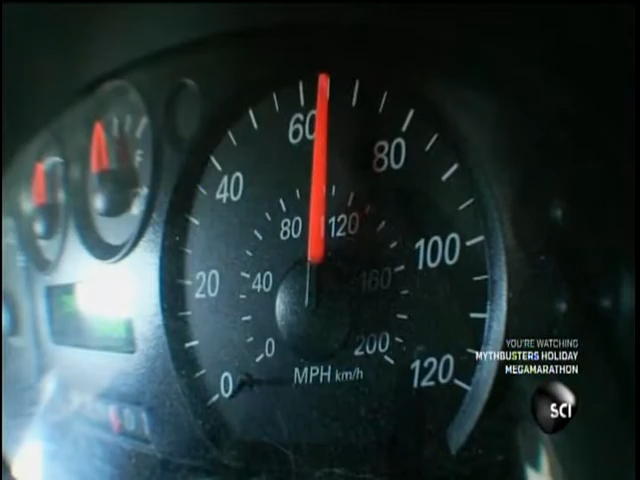 60
80
40
80 120
100
20
40
160
0
200
0
MPH km/h
120
F
YOU'RE WATCHING
MYTHBUSTERS HOLIDAY
MEGAMARATHON
SCI